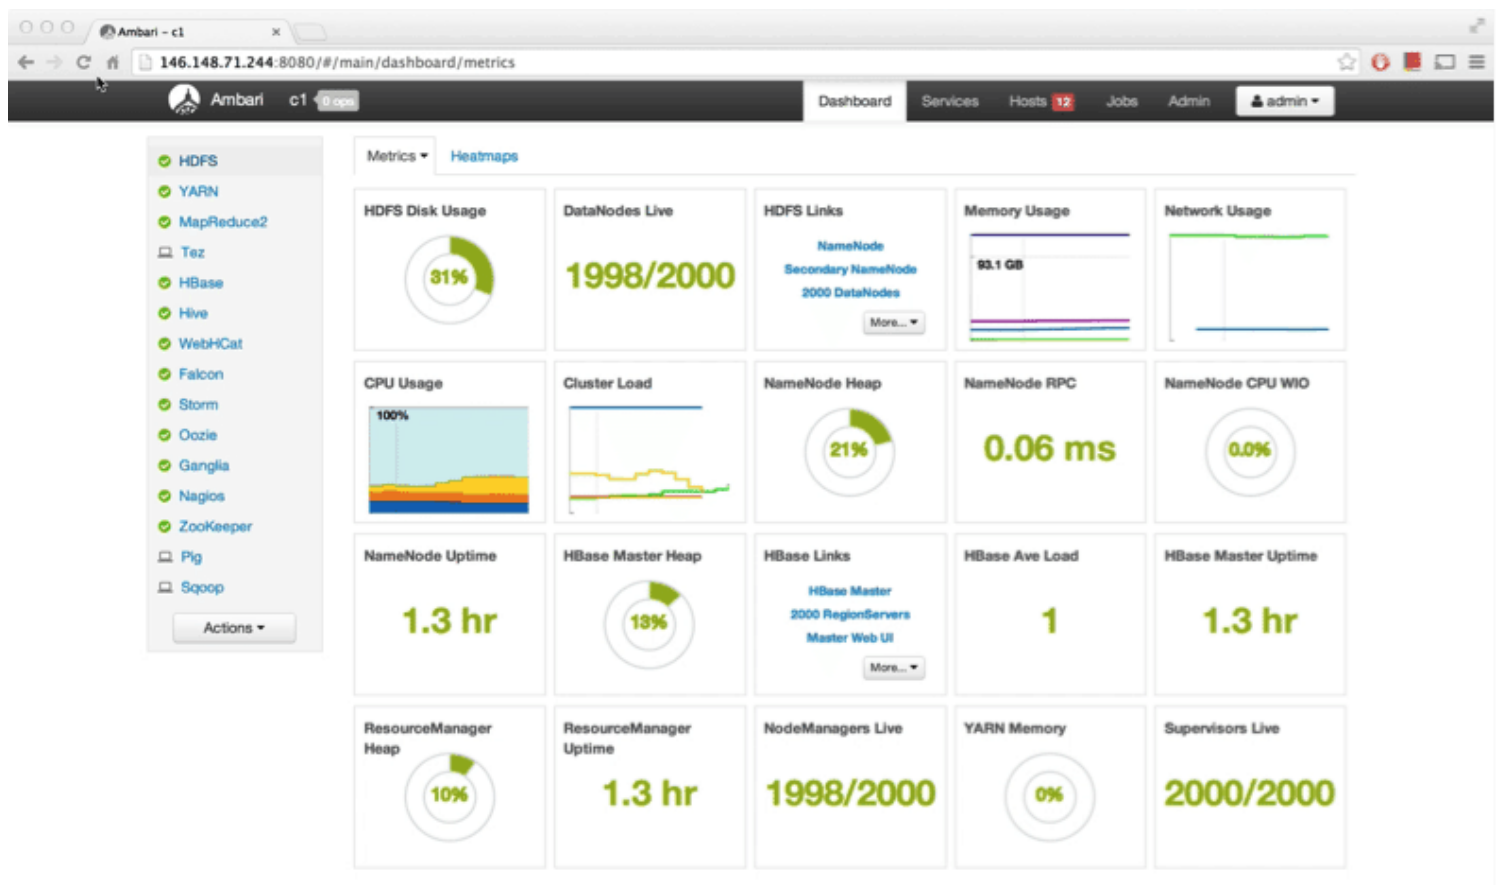 Ambari - c1
146.148.71.244:8080/#/main/dashboard/metrics
Ambari c1 0 ops Dashboard Services Hosts 12 Jobs Admin admin
HDFS
YARN
MapReduce2
Tez
HBase
Hive
WebHCat
Falcon
Storm
Oozie
Ganglia
Nagios
ZooKeeper
Pig
Sqoop
Actions
Metrics Heatmaps
HDFS Disk Usage
31%
DataNodes Live
1998/2000
HDFS Links
NameNode
Secondary NameNode
2000 DataNodes
More...
Memory Usage
93.1 GB
Network Usage
CPU Usage
100%
Cluster Load
NameNode Heap
21%
NameNode RPC
0.06 ms
NameNode CPU WIO
0.0%
NameNode Uptime
1.3 hr
HBase Master Heap
13%
HBase Links
HBase Master
2000 RegionServers
Master Web UI
More...
HBase Ave Load
1
HBase Master Uptime
1.3 hr
ResourceManager
Heap
10%
ResourceManager
Uptime
1.3 hr
NodeManagers Live
1998/2000
YARN Memory
0%
Supervisors Live
2000/2000